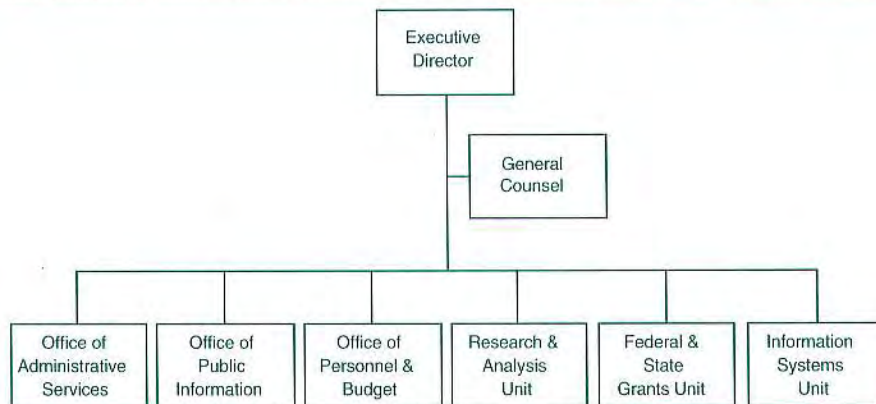 Executive
Director
General
Counsel
Office of
Administrative
Services
Office of
Public
Information
Office of
Personnel &
Budget
Research &
Analysis
Unit
Federal &
State
Grants Unit
Information
Systems
Unit